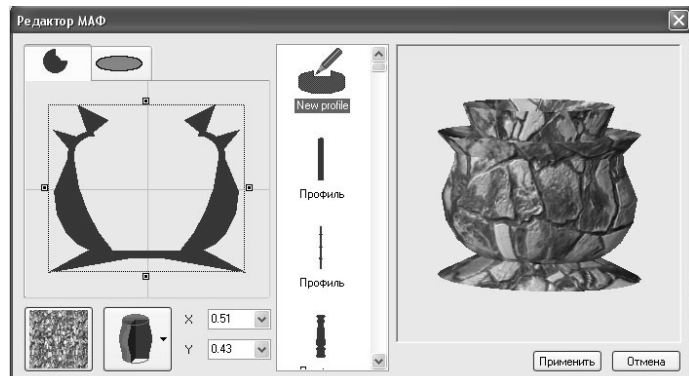 Редактор МАФ
New profile
Профиль
Профиль
X 0.51
Y 0.43
Применить
Отмена